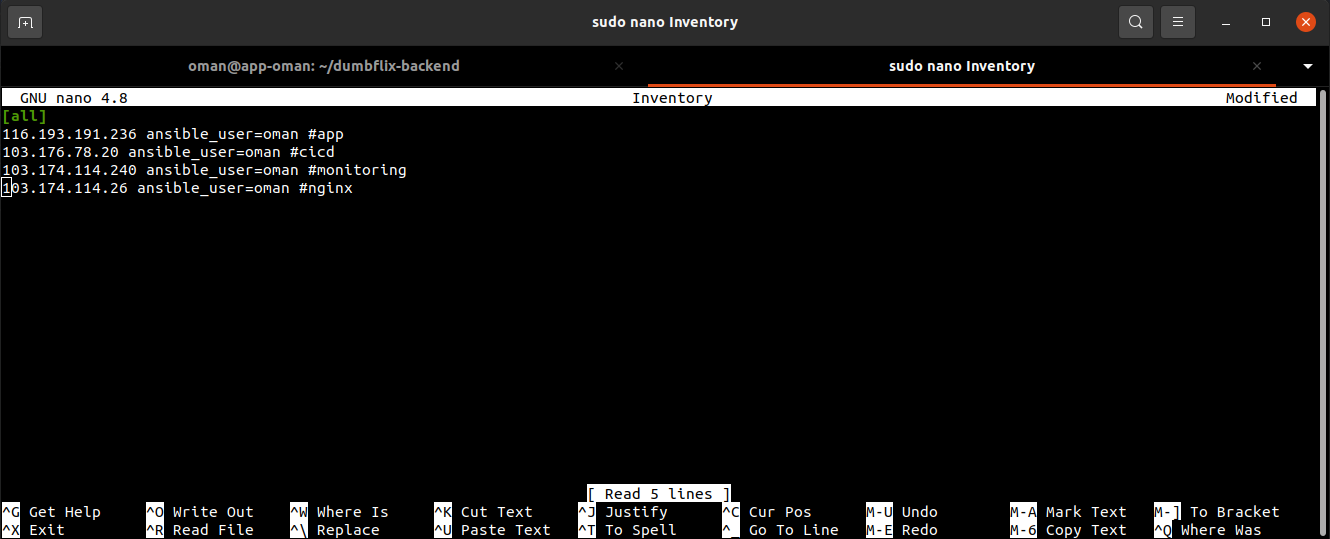 sudo nano Inventory
oman@app-oman: ~/dumbflix-backend × sudo nano Inventory ×
GNU nano 4.8 Inventory Modified
[all]
116.193.191.236 ansible_user=oman #app
103.176.78.20 ansible_user=oman #cicd
103.174.114.240 ansible_user=oman #monitoring
103.174.114.26 ansible_user=oman #nginx
[ Read 5 lines ]
^G Get Help ^O Write Out ^W Where Is ^K Cut Text ^J Justify ^C Cur Pos M-U Undo M-A Mark Text M-] To Bracket
^X Exit ^R Read File ^\ Replace ^U Paste Text ^T To Spell ^_ Go To Line M-E Redo M-6 Copy Text ^Q Where Was